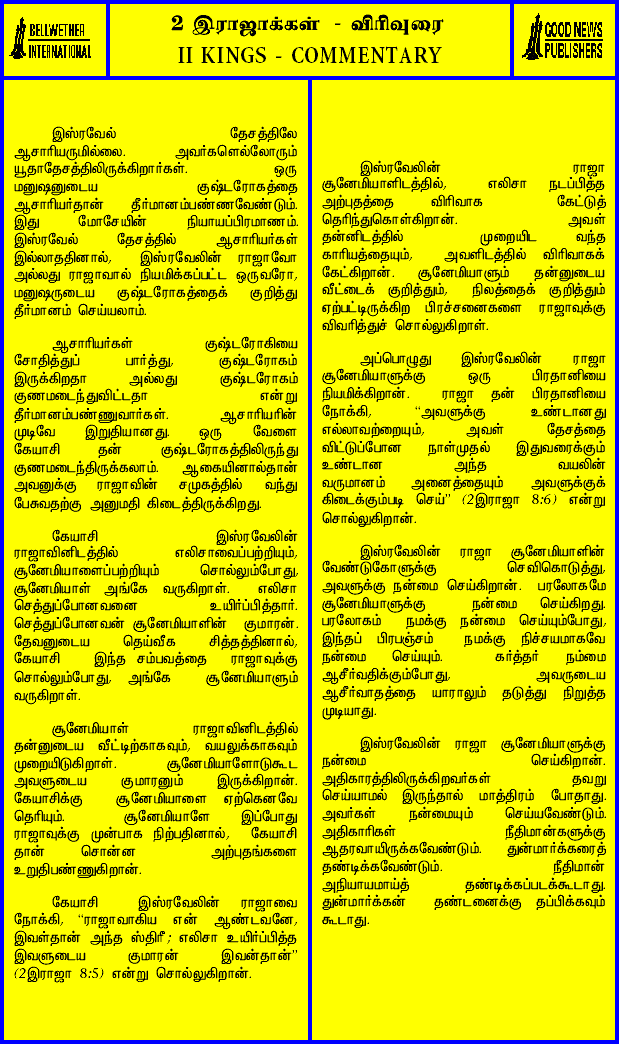 BELLWETHER
INTERNATIONAL
2 இராஜாக்கள் - விரிவுரை
II KINGS - COMMENTARY
GOOD NEWS
PUBLISHERS
இஸ்ரவேல் தேசத்திலே
ஆசாரியருமில்லை. அவர்களெல்லோரும்
யூதாதேசத்திலிருக்கிறார்கள். ஒரு
மனுஷனுடைய குஷ்டரோகத்தை
ஆசாரியர்தான் தீர்மானம்பண்ணவேண்டும்.
இது மோசேயின் நியாயப்பிரமாணம்.
இஸ்ரவேல் தேசத்தில் ஆசாரியர்கள்
இல்லாததினால், இஸ்ரவேலின் ராஜாவோ
அல்லது ராஜாவால் நியமிக்கப்பட்ட ஒருவரோ,
மனுஷருடைய குஷ்டரோகத்தைக் குறித்து
தீர்மானம் செய்யலாம்.
ஆசாரியர்கள் குஷ்டரோகியை
சோதித்துப் பார்த்து, குஷ்டரோகம்
இருக்கிறதா அல்லது குஷ்டரோகம்
குணமடைந்துவிட்டதா என்று
தீர்மானம்பண்ணுவார்கள். ஆசாரியரின்
முடிவே இறுதியானது. ஒரு வேளை
கேயாசி தன் குஷ்டரோகத்திலிருந்து
குணமடைந்திருக்கலாம். ஆகையினால்தான்
அவனுக்கு ராஜாவின் சமுகத்தில் வந்து
பேசுவதற்கு அனுமதி கிடைத்திருக்கிறது.
கேயாசி இஸ்ரவேலின்
ராஜாவினிடத்தில் எலிசாவைப்பற்றியும்,
சூனேமியாளைப்பற்றியும் சொல்லும்போது,
சூனேமியாள் அங்கே வருகிறாள். எலிசா
செத்துப்போனவனை உயிர்ப்பித்தார்.
செத்துப்போனவன் சூனேமியாளின் குமாரன்.
தேவனுடைய தெய்வீக சித்தத்தினால்,
கேயாசி இந்த சம்பவத்தை ராஜாவுக்கு
சொல்லும்போது, அங்கே சூனேமியாளும்
வருகிறாள்.
சூனேமியாள் ராஜாவினிடத்தில்
தன்னுடைய வீட்டிற்காகவும், வயலுக்காகவும்
முறையிடுகிறாள். சூனேமியாளோடுகூட
அவளுடைய குமாரனும் இருக்கிறான்.
கேயாசிக்கு சூனேமியாளை ஏற்கெனவே
தெரியும். சூனேமியாளே இப்போது
ராஜாவுக்கு முன்பாக நிற்பதினால், கேயாசி
தான் சொன்ன அற்புதங்களை
உறுதிபண்ணுகிறான்.
கேயாசி இஸ்ரவேலின் ராஜாவை
நோக்கி, "ராஜாவாகிய என் ஆண்டவனே,
இவள்தான் அந்த ஸ்திரீ; எலிசா உயிர்ப்பித்த
இவளுடைய குமாரன் இவன்தான்"
(2இராஜா 8:5) என்று சொல்லுகிறான்.
இஸ்ரவேலின் ராஜா
சூனேமியாளிடத்தில், எலிசா நடப்பித்த
அற்புதத்தை விரிவாக கேட்டுத்
தெரிந்துகொள்கிறான். அவள்
தன்னிடத்தில் முறையிட வந்த
காரியத்தையும், அவளிடத்தில் விரிவாகக்
கேட்கிறான். சூனேமியாளும் தன்னுடைய
வீட்டைக் குறித்தும், நிலத்தைக் குறித்தும்
ஏற்பட்டிருக்கிற பிரச்சனைகளை ராஜாவுக்கு
விவரித்துச் சொல்லுகிறாள்.
அப்பொழுது இஸ்ரவேலின் ராஜா
சூனேமியாளுக்கு ஒரு பிரதானியை
நியமிக்கிறான். ராஜா தன் பிரதானியை
நோக்கி, "அவளுக்கு உண்டானது
எல்லாவற்றையும், அவள் தேசத்தை
விட்டுப்போன நாள்முதல் இதுவரைக்கும்
உண்டான அந்த வயலின்
வருமானம் அனைத்தையும் அவளுக்குக்
கிடைக்கும்படி செய்" (2இராஜா 8:6) என்று
சொல்லுகிறான்.
இஸ்ரவேலின் ராஜா சூனேமியாளின்
வேண்டுகோளுக்கு செவிகொடுத்து,
அவளுக்கு நன்மை செய்கிறான். பரலோகமே
சூனேமியாளுக்கு நன்மை செய்கிறது.
பரலோகம் நமக்கு நன்மை செய்யும்போது,
இந்தப் பிரபஞ்சம் நமக்கு நிச்சயமாகவே
நன்மை செய்யும். கர்த்தர் நம்மை
ஆசீர்வதிக்கும்போது, அவருடைய
ஆசீர்வாதத்தை யாராலும் தடுத்து நிறுத்த
முடியாது.
இஸ்ரவேலின் ராஜா சூனேமியாளுக்கு
நன்மை செய்கிறான்.
அதிகாரத்திலிருக்கிறவர்கள் தவறு
செய்யாமல் இருந்தால் மாத்திரம் போதாது.
அவர்கள் நன்மையும் செய்யவேண்டும்.
அதிகாரிகள் நீதிமான்களுக்கு
ஆதரவாயிருக்கவேண்டும். துன்மார்க்கரைத்
தண்டிக்கவேண்டும். நீதிமான்
அநியாயமாய்த் தண்டிக்கப்படக்கூடாது.
துன்மார்க்கன் தண்டனைக்கு தப்பிக்கவும்
கூடாது.